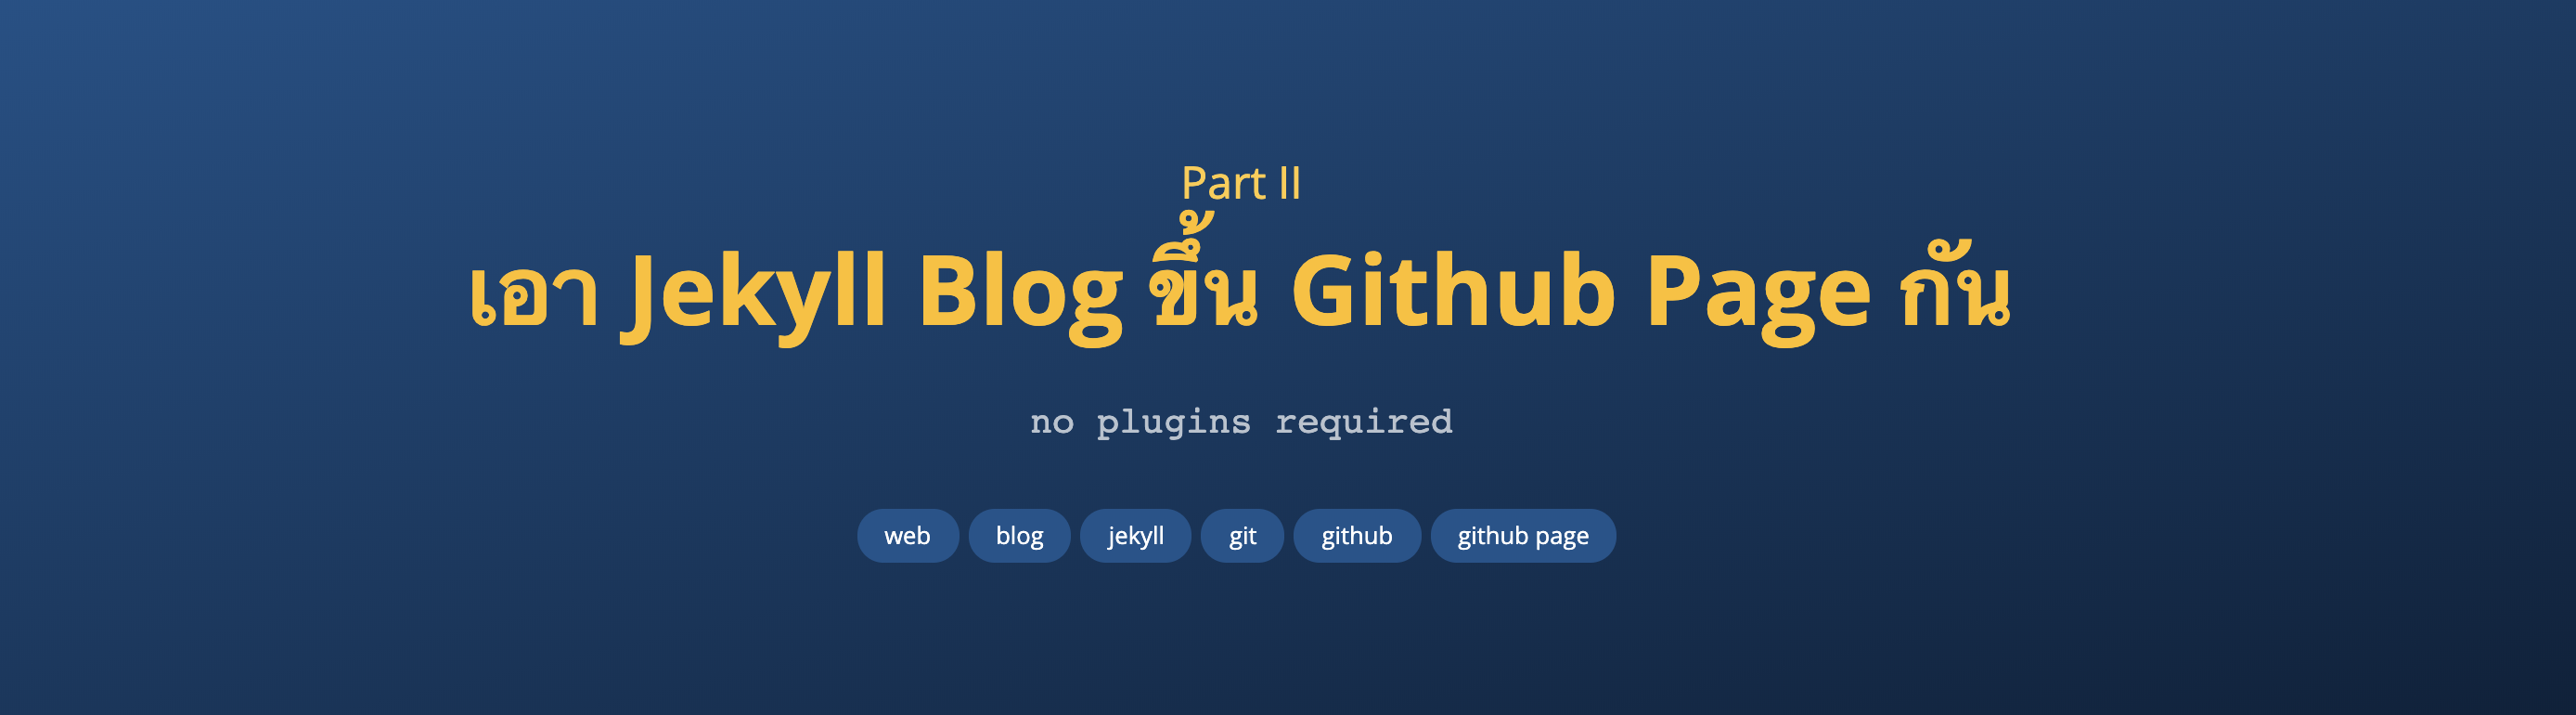 Part II
เอา Jekyll Blog ขึ้น Github Page กัน
no plugins required
web blog jekyll git github github page